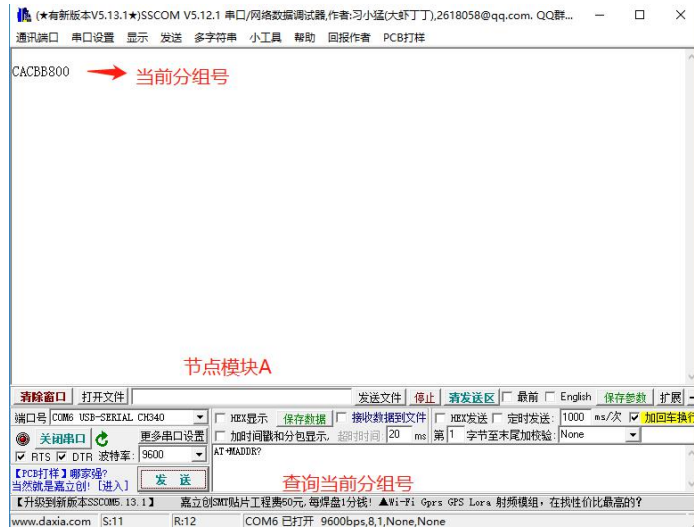 (★有新版本V5.13.1★)SSCOM V5.12.1 串口/网络数据调试器,作者:习小猛(大虾丁丁),2618058@qq.com. QQ群...
通讯端口 串口设置 显示 发送 多字符串 小工具 帮助 回报作者 PCB打样
CACBB800 当前分组号
节点模块A
清除窗口 打开文件 发送文件 停止 清发送区 最前 English 保存参数 扩展
端口号 COM6 USB-SERIAL CH340 HEX显示 保存数据 接收数据到文件 HEX发送 定时发送: 1000 ms/次 加回车换行
关闭串口 更多串口设置 加时间戳和分包显示, 超时时间: 20 ms 第 1 字节至末尾加校验: None
RTS DTR 波特率: 9600 AT+MADDR?
【PCB打样】哪家强?
当然就是嘉立创! [进入] 发 送 查询当前分组号
【升级到新版本SSCOM5.13.1】 嘉立创SMT贴片工程费50元,每焊盘1分钱! ▲Wi-Fi Gprs GPS Lora 射频模组,在找性价比最高的?
www.daxia.com S:11 R:12 COM6 已打开 9600bps,8,1,None,None